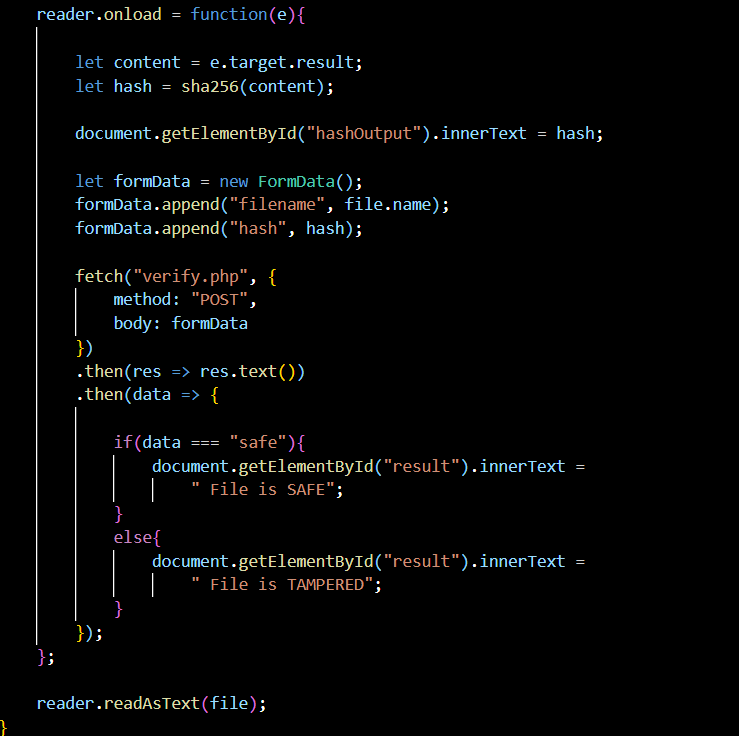 reader.onload = function(e){
let content = e.target.result;
let hash = sha256(content);
document.getElementById("hashOutput").innerText = hash;
let formData = new FormData();
formData.append("filename", file.name);
formData.append("hash", hash);
fetch("verify.php", {
method: "POST",
body: formData
})
.then(res => res.text())
.then(data => {
if(data === "safe"){
document.getElementById("result").innerText =
" File is SAFE";
}
else{
document.getElementById("result").innerText =
" File is TAMPERED";
}
});
};
reader.readAsText(file);
}